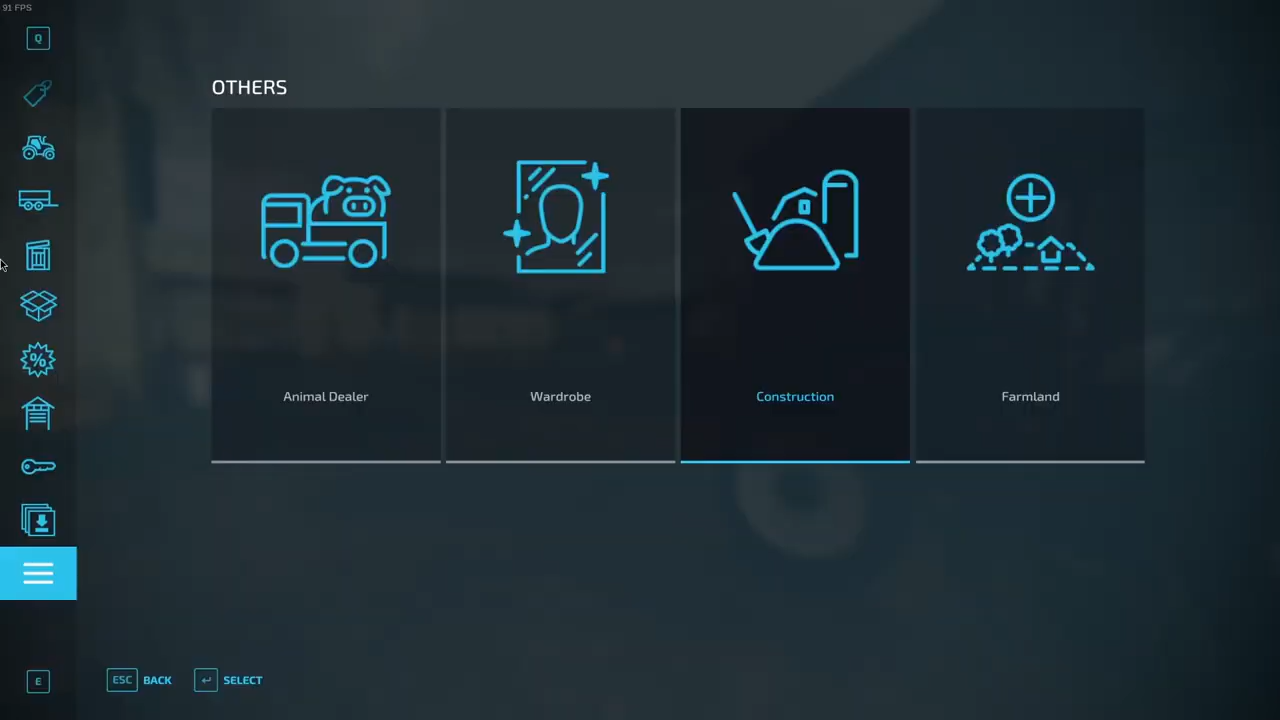 91 FPS
Q
OTHERS
%
Animal Dealer
Wardrobe
Construction
Farmland
E
ESC BACK
SELECT